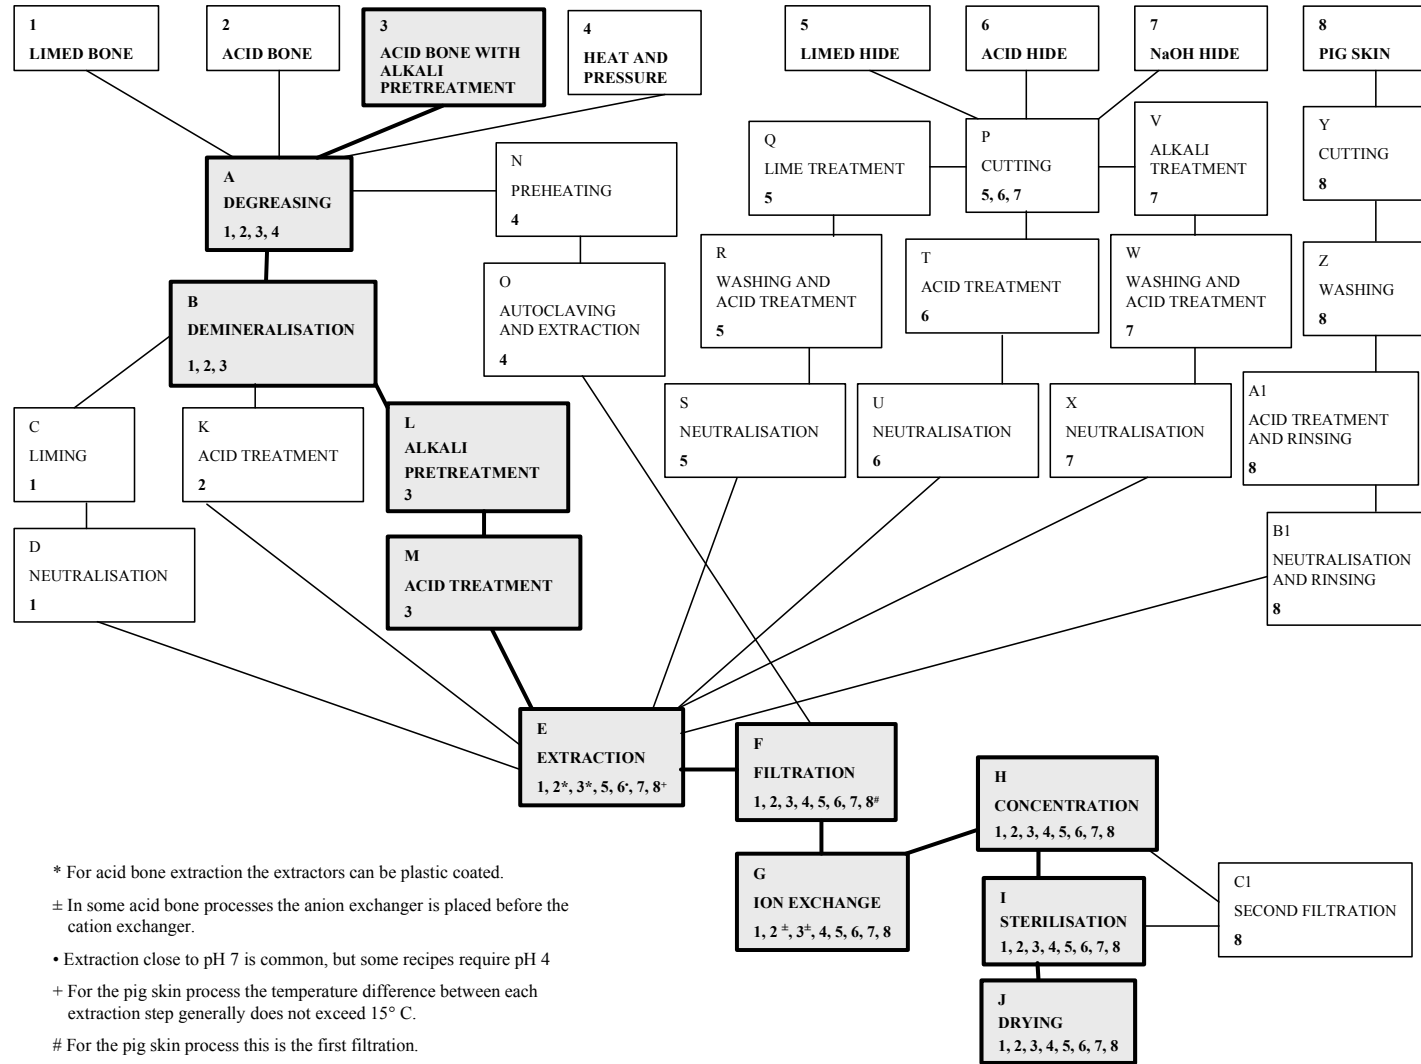 1
LIMED BONE
2
ACID BONE
3
ACID BONE WITH
ALKALI
PRETREATMENT
4
HEAT AND
PRESSURE
5
LIMED HIDE
6
ACID HIDE
7
NaOH HIDE
8
PIG SKIN
A
DEGREASING
1, 2, 3, 4
N
PREHEATING
4
Q
LIME TREATMENT
5
P
CUTTING
5, 6, 7
V
ALKALI
TREATMENT
7
Y
CUTTING
8
B
DEMINERALISATION
1, 2, 3
O
AUTOCLAVING
AND EXTRACTION
4
R
WASHING AND
ACID TREATMENT
5
T
ACID TREATMENT
6
W
WASHING AND
ACID TREATMENT
7
Z
WASHING
8
C
LIMING
1
K
ACID TREATMENT
2
L
ALKALI
PRETREATMENT
3
S
NEUTRALISATION
5
U
NEUTRALISATION
6
X
NEUTRALISATION
7
A1
ACID TREATMENT
AND RINSING
8
D
NEUTRALISATION
1
M
ACID TREATMENT
3
B1
NEUTRALISATION
AND RINSING
8
E
EXTRACTION
1, 2*, 3*, 5, 6•, 7, 8+
F
FILTRATION
1, 2, 3, 4, 5, 6, 7, 8#
H
CONCENTRATION
1, 2, 3, 4, 5, 6, 7, 8
G
ION EXCHANGE
1, 2 ±, 3±, 4, 5, 6, 7, 8
I
STERILISATION
1, 2, 3, 4, 5, 6, 7, 8
C1
SECOND FILTRATION
8
J
DRYING
1, 2, 3, 4, 5, 6, 7, 8
* For acid bone extraction the extractors can be plastic coated.
± In some acid bone processes the anion exchanger is placed before the
cation exchanger.
• Extraction close to pH 7 is common, but some recipes require pH 4
+ For the pig skin process the temperature difference between each
extraction step generally does not exceed 15° C.
# For the pig skin process this is the first filtration.